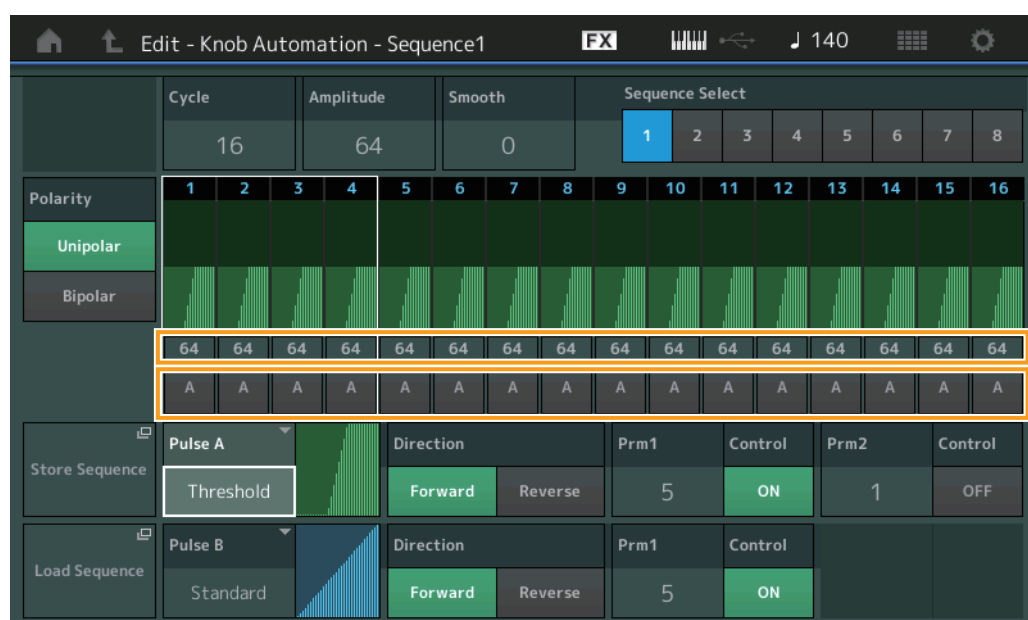 Edit - Knob Automation - Sequence1 FX 140
Cycle Amplitude Smooth Sequence Select
16 64 0 1 2 3 4 5 6 7 8
Polarity 1 2 3 4 5 6 7 8 9 10 11 12 13 14 15 16
Unipolar
Bipolar
64 64 64 64 64 64 64 64 64 64 64 64 64 64 64 64
A A A A A A A A A A A A A A A A
Store Sequence
Pulse A Direction Prm1 Control Prm2 Control
Threshold Forward Reverse 5 ON 1 OFF
Load Sequence
Pulse B Direction Prm1 Control
Standard Forward Reverse 5 ON